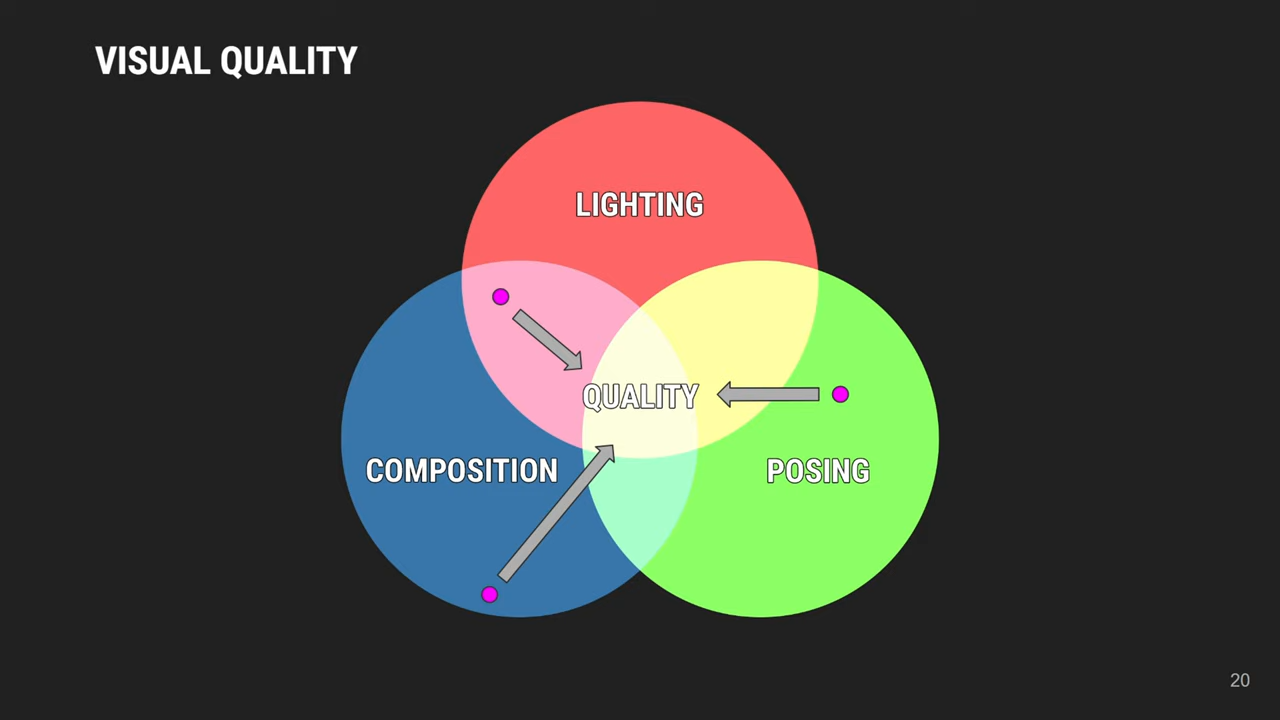 VISUAL QUALITY
LIGHTING
QUALITY
COMPOSITION
POSING
20